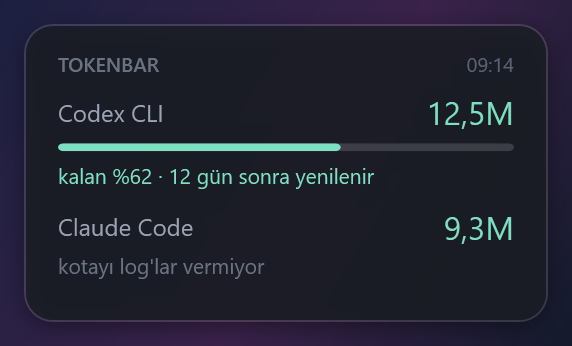 TOKENBAR 09:14
Codex CLI 12,5M
kalan %62 · 12 gün sonra yenilenir
Claude Code 9,3M
kotayı log'lar vermiyor